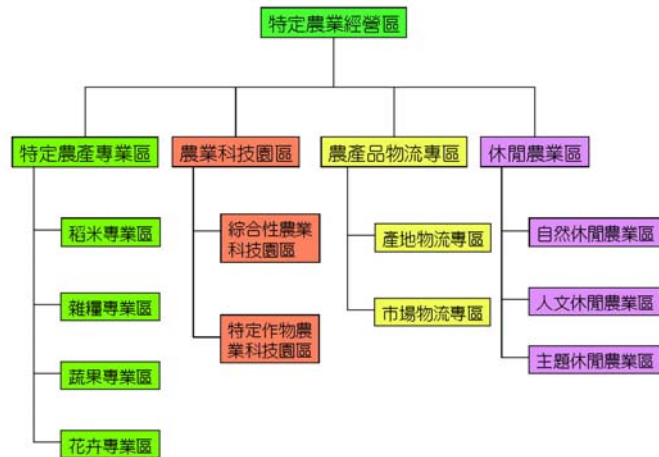 特定農業經營區
特定農產專業區
農業科技園區
農產品物流專區
休閒農業區
稻米專業區
雜糧專業區
蔬果專業區
花卉專業區
綜合性農業
科技園區
特定作物農
業科技園區
產地物流專區
市場物流專區
自然休閒農業區
人文休閒農業區
主題休閒農業區